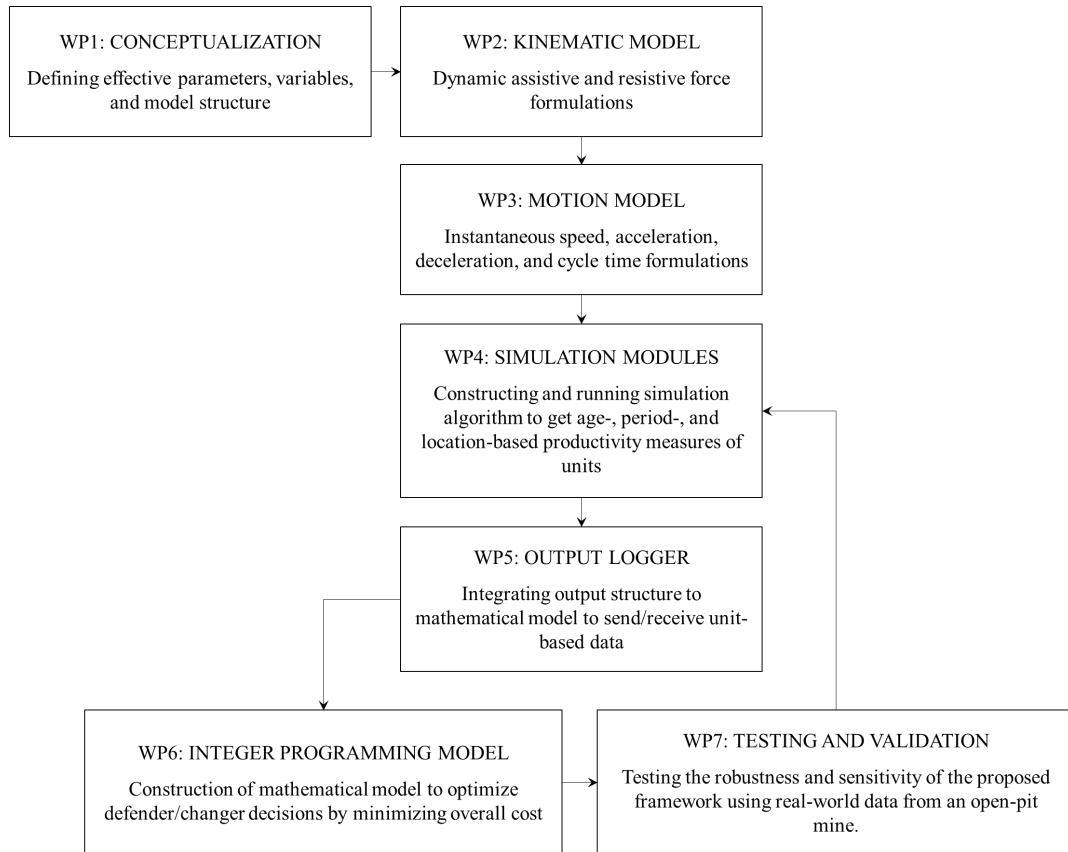 WP1: CONCEPTUALIZATION
Defining effective parameters, variables,
and model structure
WP2: KINEMATIC MODEL
Dynamic assistive and resistive force
formulations
WP3: MOTION MODEL
Instantaneous speed, acceleration,
deceleration, and cycle time formulations
WP4: SIMULATION MODULES
Constructing and running simulation
algorithm to get age-, period-, and
location-based productivity measures of
units
WP5: OUTPUT LOGGER
Integrating output structure to
mathematical model to send/receive unit-
based data
WP6: INTEGER PROGRAMMING MODEL
Construction of mathematical model to optimize
defender/changer decisions by minimizing overall cost
WP7: TESTING AND VALIDATION
Testing the robustness and sensitivity of the proposed
framework using real-world data from an open-pit
mine.